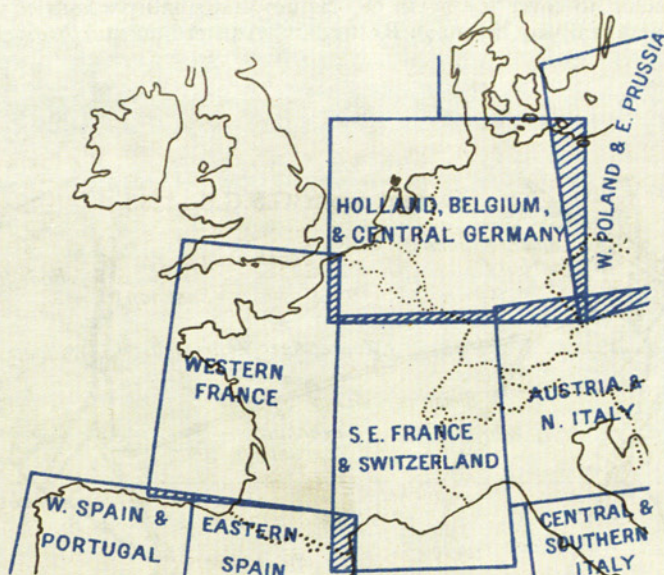 W. POLAND & E. PRUSSIA
HOLLAND, BELGIUM,
& CENTRAL GERMANY
WESTERN
FRANCE
S.E. FRANCE
& SWITZERLAND
AUSTRIA &
N. ITALY
W. SPAIN &
PORTUGAL
EASTERN
SPAIN
CENTRAL &
SOUTHERN
ITALY